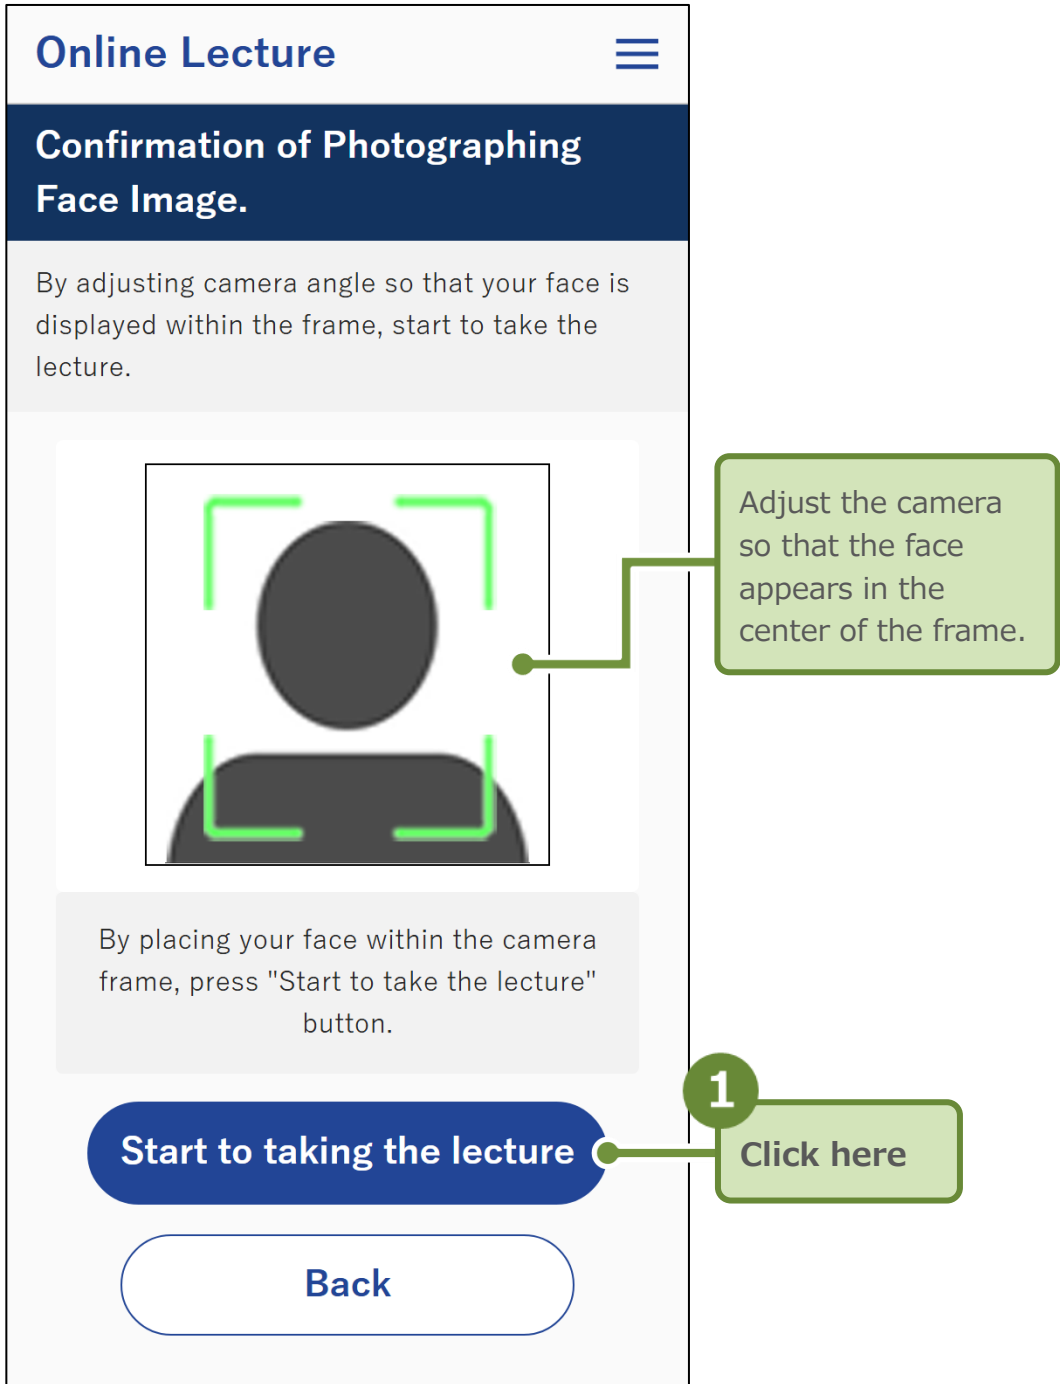 Online Lecture
Confirmation of Photographing
Face Image.
By adjusting camera angle so that your face is
displayed within the frame, start to take the
lecture.
Adjust the camera
so that the face
appears in the
center of the frame.
By placing your face within the camera
frame, press "Start to take the lecture"
button.
1
Start to taking the lecture
Click here
Back